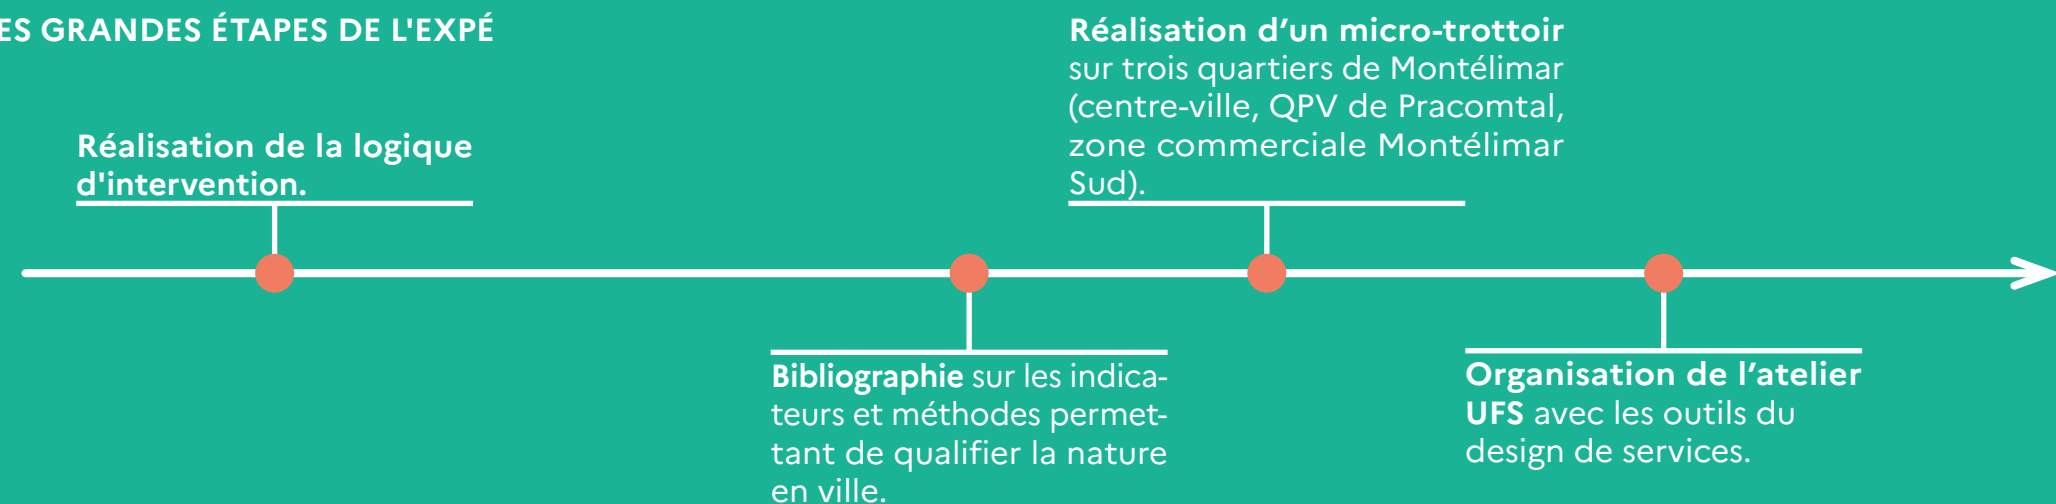 ES GRANDES ÉTAPES DE L'EXPÉ
Réalisation de la logique
d'intervention.
Bibliographie sur les indica-
teurs et méthodes permet-
tant de qualifier la nature
en ville.
Réalisation d’un micro-trottoir
sur trois quartiers de Montélimar
(centre-ville, QPV de Pracomtal,
zone commerciale Montélimar
Sud).
Organisation de l’atelier
UFS avec les outils du
design de services.